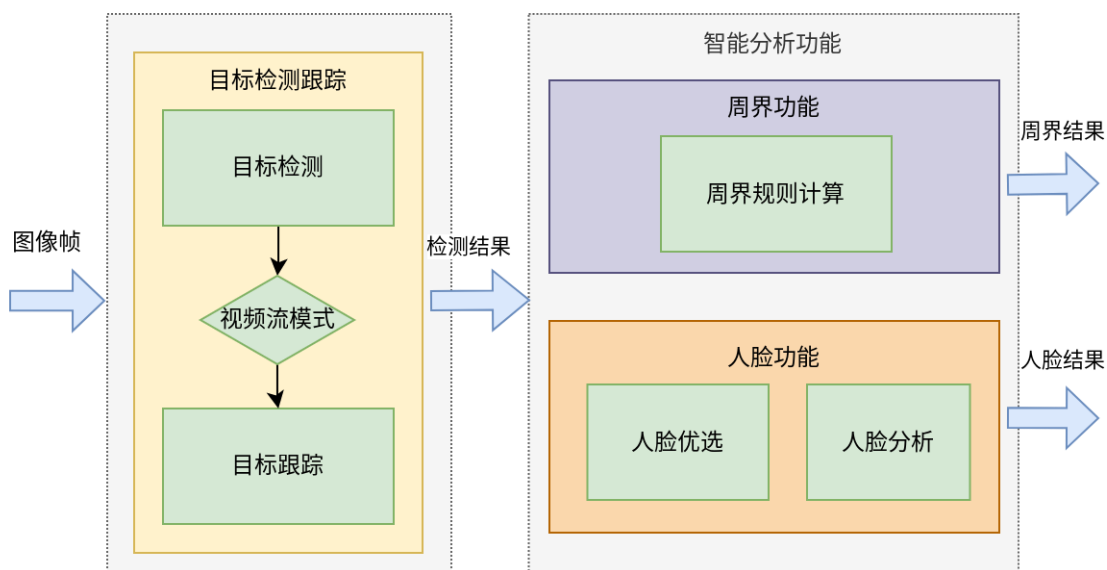 图像帧
目标检测跟踪
目标检测
视频流模式
目标跟踪
检测结果
智能分析功能
周界功能
周界规则计算
周界结果
人脸功能
人脸优选
人脸分析
人脸结果